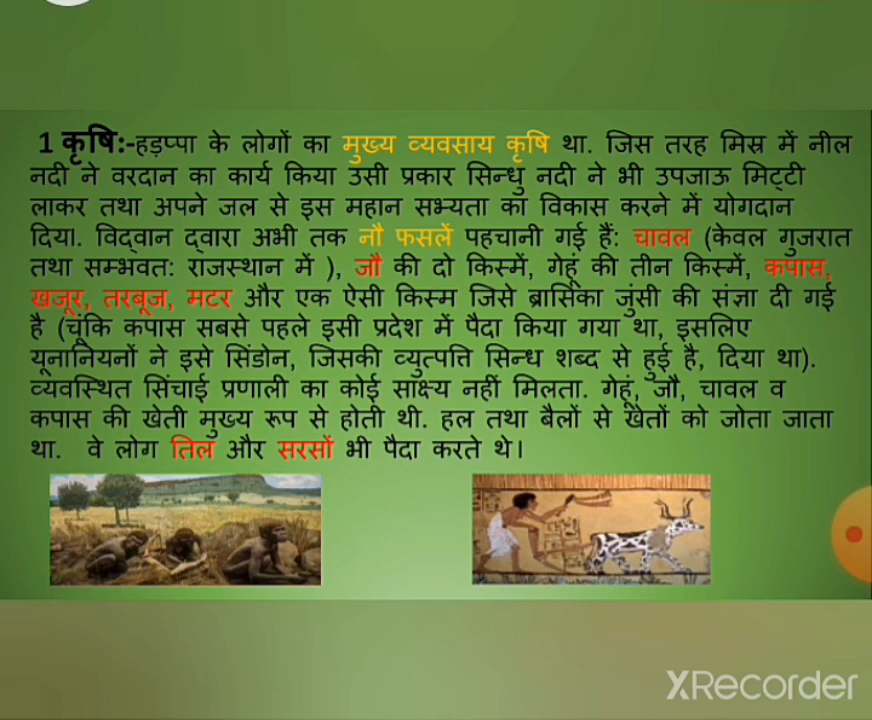 1 कृषि:-हड़प्पा के लोगों का मुख्य व्यवसाय कृषि था. जिस तरह मिस्र में नील
नदी ने वरदान का कार्य किया उसी प्रकार सिन्धु नदी ने भी उपजाऊ मिट्टी
लाकर तथा अपने जल से इस महान सभ्यता का विकास करने में योगदान
दिया. विद्वान द्वारा अभी तक नौ फसलें पहचानी गई हैं: चावल (केवल गुजरात
तथा सम्भवत: राजस्थान में ), जौ की दो किस्में, गेहूं की तीन किस्में, कपास,
खजूर, तरबूज, मटर और एक ऐसी किस्म जिसे ब्रासिका जुंसी की संज्ञा दी गई
है (चूंकि कपास सबसे पहले इसी प्रदेश में पैदा किया गया था, इसलिए
यूनानियनों ने इसे सिंडोन, जिसकी व्युत्पत्ति सिन्ध शब्द से हुई है, दिया था).
व्यवस्थित सिंचाई प्रणाली का कोई साक्ष्य नहीं मिलता. गेहूं, जौ, चावल व
कपास की खेती मुख्य रूप से होती थी. हल तथा बैलों से खेतों को जोता जाता
था. वे लोग तिल और सरसों भी पैदा करते थे।
XRecorder